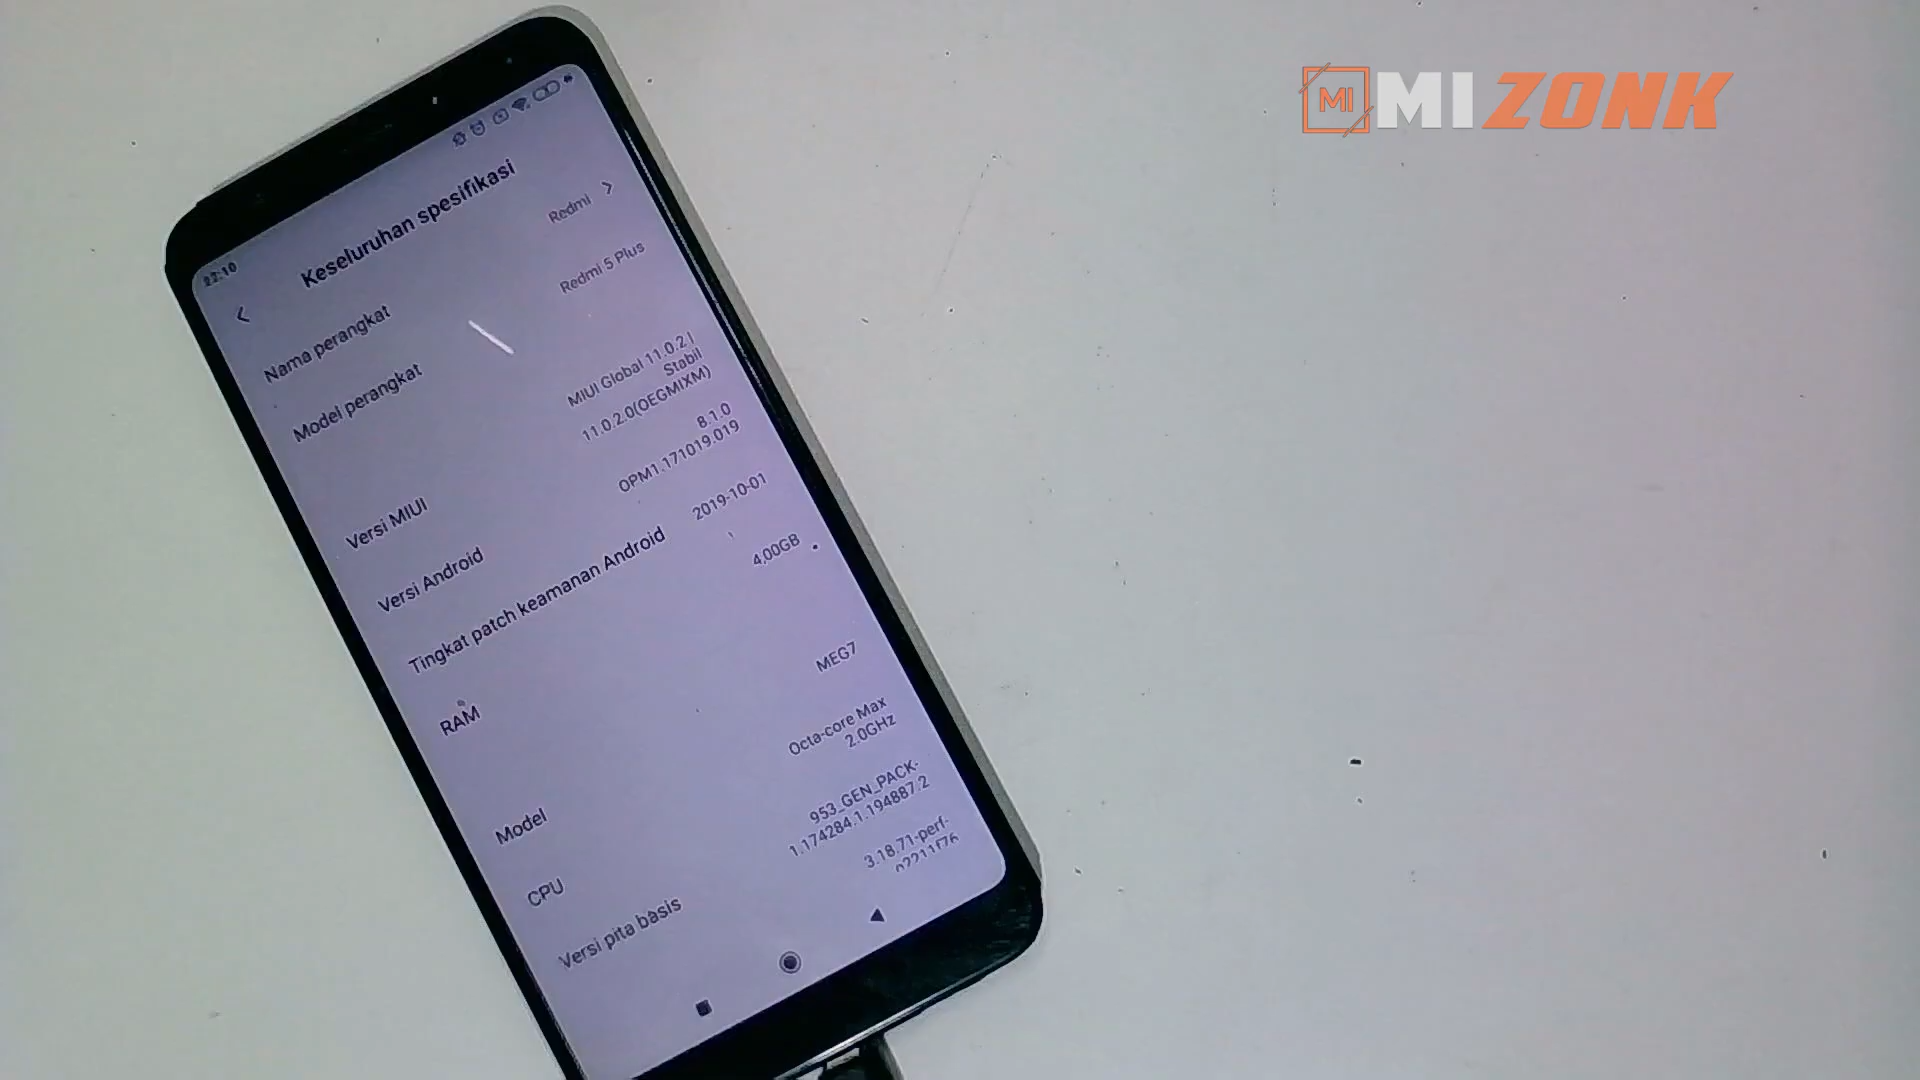 MI MI ZONK
22:10
Keseluruhan spesifikasi
Nama perangkat
Redmi
Model perangkat
Redmi 5 Plus
Versi MIUI
MIUI Global 11.0.2 |
Stabil
11.0.2.0(OEGMIXM)
Versi Android
8.1.0
OPM1.171019.019
Tingkat patch keamanan Android
2019-10-01
RAM
4,00GB
Model
MEG7
CPU
Octa-core Max
2.0GHz
Versi pita basis
953_GEN_PACK-
1.174284.1.194887.2
3.18.71-perf-